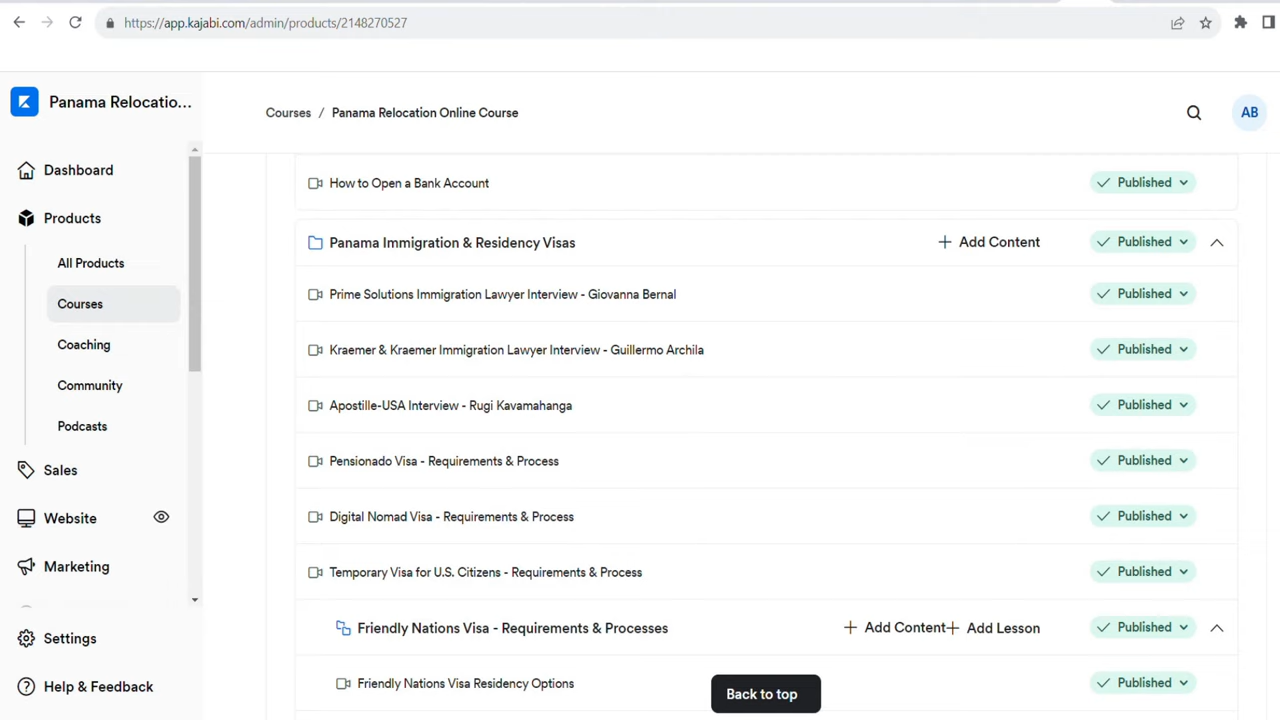 https://app.kajabi.com/admin/products/2148270527
Panama Relocatio...
Courses / Panama Relocation Online Course
AB
Dashboard
Products
All Products
Courses
Coaching
Community
Podcasts
Sales
Website
Marketing
Settings
Help & Feedback
How to Open a Bank Account Published
Panama Immigration & Residency Visas + Add Content Published
Prime Solutions Immigration Lawyer Interview - Giovanna Bernal Published
Kraemer & Kraemer Immigration Lawyer Interview - Guillermo Archila Published
Apostille-USA Interview - Rugi Kavamahanga Published
Pensionado Visa - Requirements & Process Published
Digital Nomad Visa - Requirements & Process Published
Temporary Visa for U.S. Citizens - Requirements & Process Published
Friendly Nations Visa - Requirements & Processes + Add Content + Add Lesson Published
Friendly Nations Visa Residency Options Published
Back to top